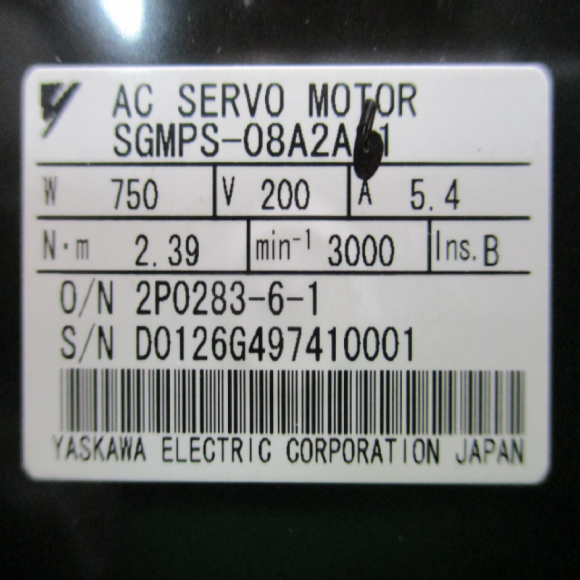 AC SERVO MOTOR
SGMPS-08A2A 1
W 750 V 200 A 5.4
N·m 2.39 min-1 3000 Ins. B
O/N 2P0283-6-1
S/N D0126G497410001
YASKAWA ELECTRIC CORPORATION JAPAN